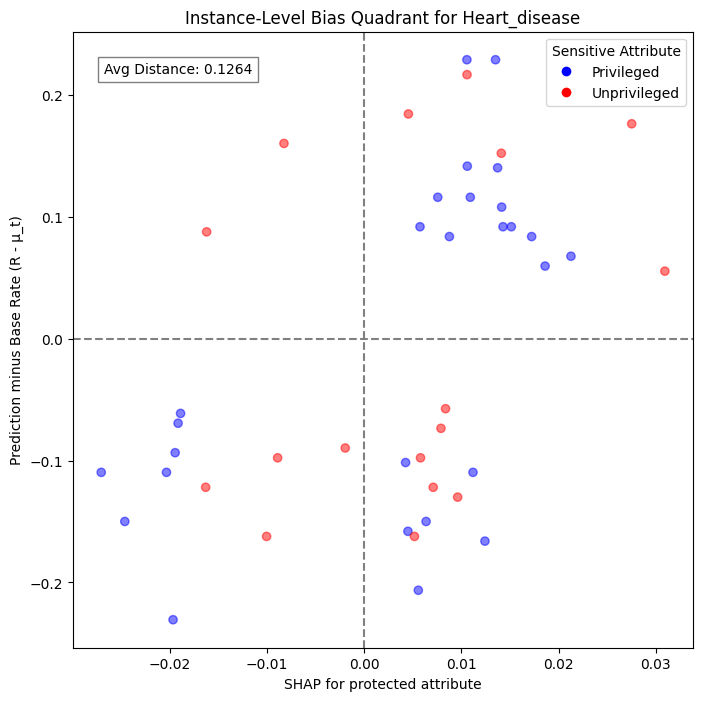 Instance-Level Bias Quadrant for Heart_disease
Avg Distance: 0.1264
Sensitive Attribute
Privileged
Unprivileged
Prediction minus Base Rate (R - μ_t)
0.2
0.1
0.0
−0.1
−0.2
−0.02
−0.01
0.00
0.01
0.02
0.03
SHAP for protected attribute